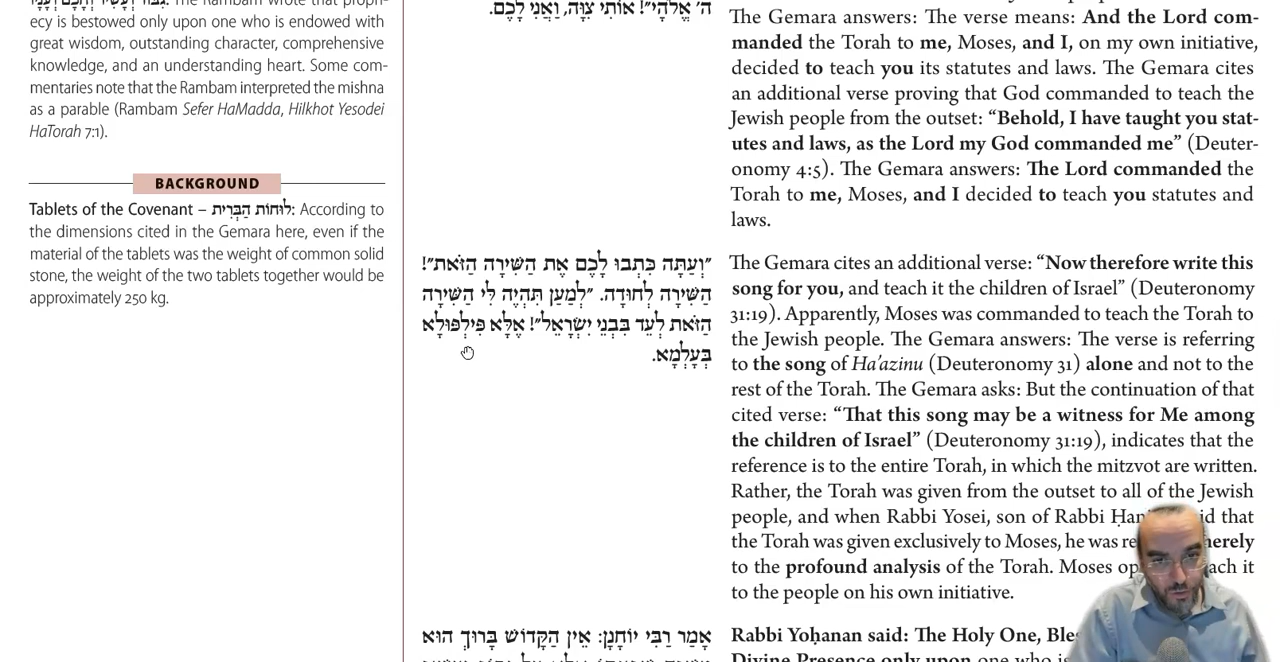 The Rambam wrote that proph-
ecy is bestowed only upon one who is endowed with
great wisdom, outstanding character, comprehensive
knowledge, and an understanding heart. Some com-
mentaries note that the Rambam interpreted the mishna
as a parable (Rambam Sefer HaMadda, Hilkhot Yesodei
HaTorah 7:1).
BACKGROUND
Tablets of the Covenant – לוּחוֹת הַבְּרִית: According to
the dimensions cited in the Gemara here, even if the
material of the tablets was the weight of common solid
stone, the weight of the two tablets together would be
approximately 250 kg.
ה׳ אֱלֹהָי״! אוֹתִי צִוָּה, וַאֲנִי לָכֶם.
״וְעַתָּה כִּתְבוּ לָכֶם אֶת הַשִּׁירָה הַזֹּאת״!
הַשִּׁירָה לְחוּדָהּ. ״לְמַעַן תִּהְיֶה לִּי הַשִּׁירָה
הַזֹּאת לְעֵד בִּבְנֵי יִשְׂרָאֵל״! אֶלָּא פִּילְפּוּלָא
בְּעָלְמָא.
אָמַר רַבִּי יוֹחָנָן: אֵין הַקָּדוֹשׁ בָּרוּךְ הוּא
The Gemara answers: The verse means: And the Lord com-
manded the Torah to me, Moses, and I, on my own initiative,
decided to teach you its statutes and laws. The Gemara cites
an additional verse proving that God commanded to teach the
Jewish people from the outset: “Behold, I have taught you stat-
utes and laws, as the Lord my God commanded me” (Deuter-
onomy 4:5). The Gemara answers: The Lord commanded the
Torah to me, Moses, and I decided to teach you statutes and
laws.
The Gemara cites an additional verse: “Now therefore write this
song for you, and teach it the children of Israel” (Deuteronomy
31:19). Apparently, Moses was commanded to teach the Torah to
the Jewish people. The Gemara answers: The verse is referring
to the song of Ha’azinu (Deuteronomy 31) alone and not to the
rest of the Torah. The Gemara asks: But the continuation of that
cited verse: “That this song may be a witness for Me among
the children of Israel” (Deuteronomy 31:19), indicates that the
reference is to the entire Torah, in which the mitzvot are written.
Rather, the Torah was given from the outset to all of the Jewish
people, and when Rabbi Yosei, son of Rabbi that
the Torah was given exclusively to Moses, he was
to the profound analysis of the Torah. Moses it
to the people on his own initiative.
Rabbi Yoḥanan said: The Holy One,
Divine Presence only upon one who